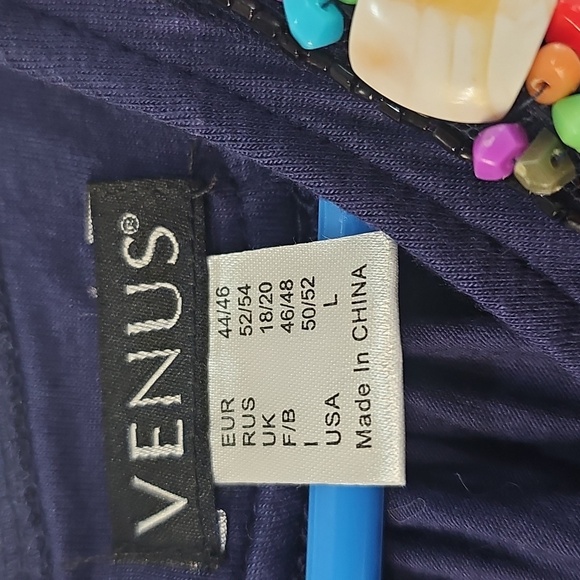 VENUS®
EUR 44/46
RUS 52/54
UK 18/20
F/B 46/48
I 50/52
USA L
Made In CHINA